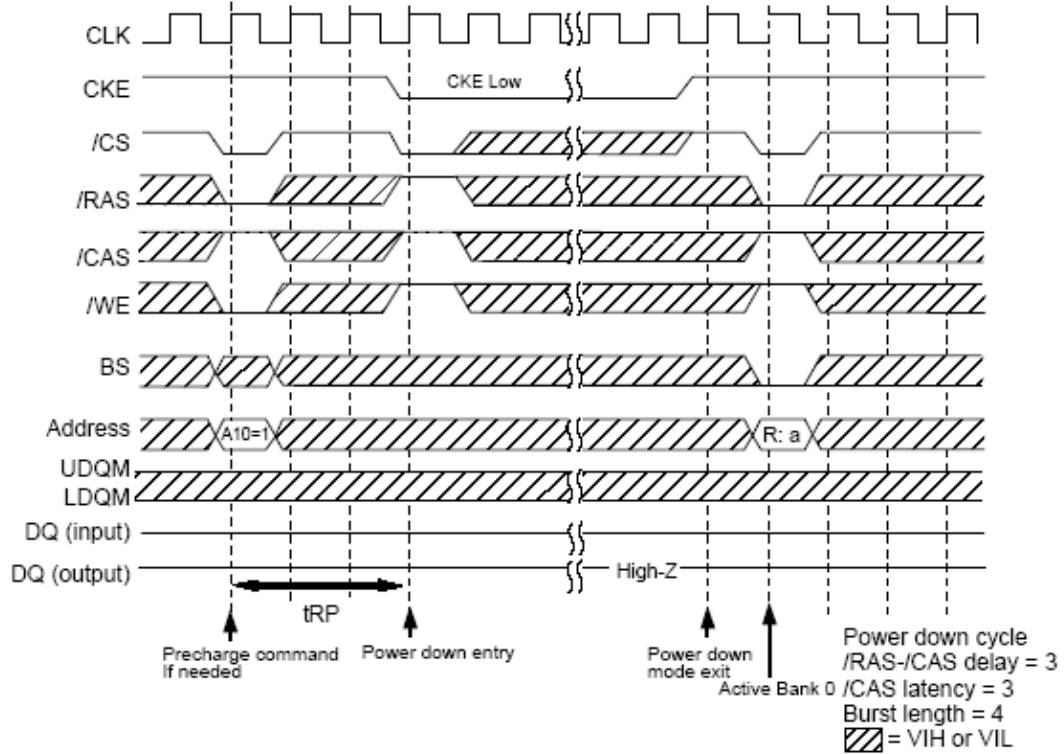 CLK
CKE
CKE Low
/CS
/RAS
/CAS
/WE
BS
Address
A10=1
R: a
UDQM
LDQM
DQ (input)
DQ (output)
High-Z
tRP
Precharge command
If needed
Power down entry
Power down
mode exit
Active Bank 0
Power down cycle
/RAS-/CAS delay = 3
/CAS latency = 3
Burst length = 4
= VIH or VIL